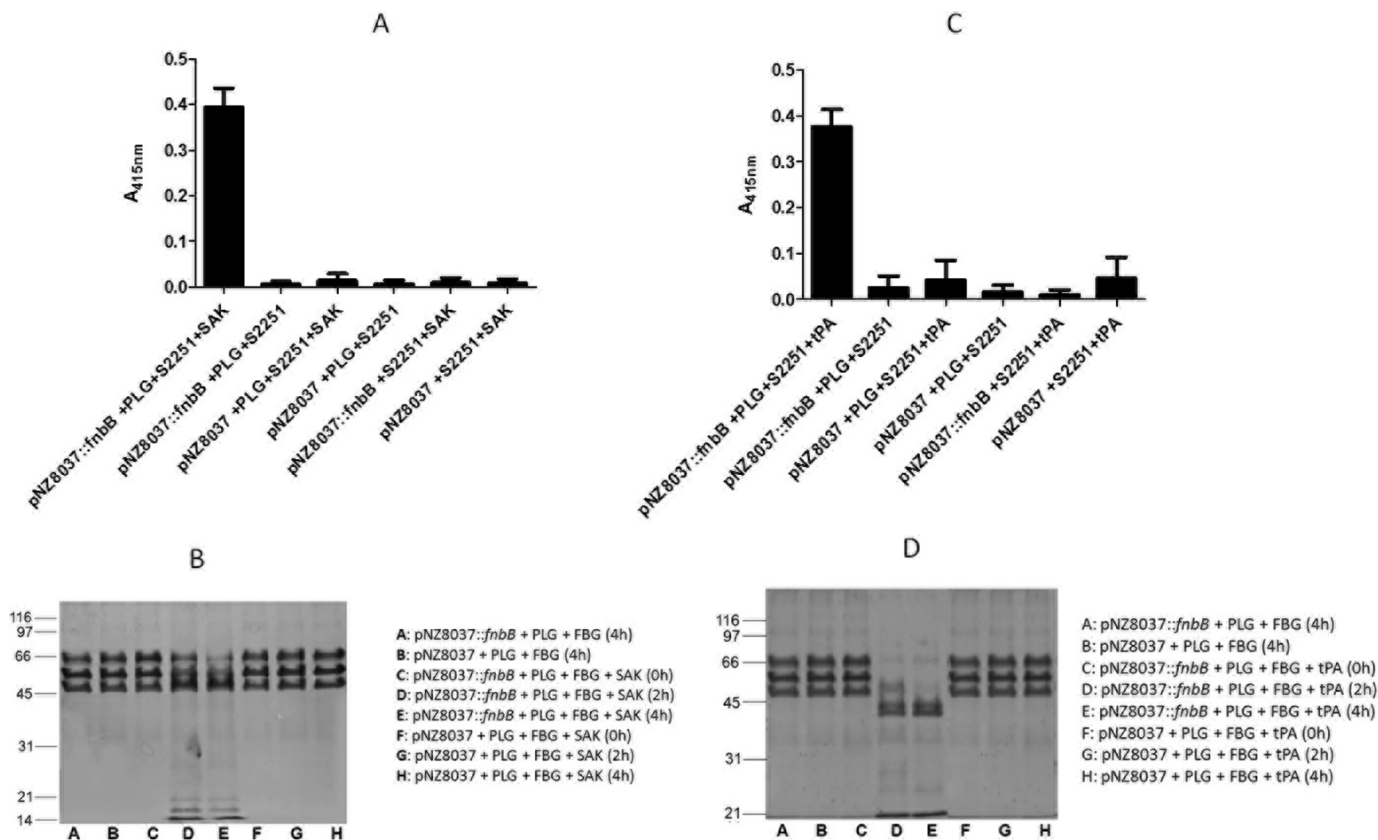 A
0.5
0.4
0.3
0.2
0.1
0.0
A415nm
pNZ8037::fnbB +PLG+S2251+SAK
pNZ8037::fnbB +PLG+S2251
pNZ8037 +PLG+S2251+SAK
pNZ8037 +PLG+S2251
pNZ8037::fnbB +S2251+SAK
pNZ8037 +S2251+SAK
C
0.5
0.4
0.3
0.2
0.1
0.0
A415nm
pNZ8037::fnbB +PLG+S2251+tPA
pNZ8037::fnbB +PLG+S2251
pNZ8037 +PLG+S2251+tPA
pNZ8037 +PLG+S2251
pNZ8037::fnbB +S2251+tPA
pNZ8037 +S2251+tPA
B
116
97
66
45
31
21
14
A B C D E F G H
A: pNZ8037::fnbB + PLG + FBG (4h)
B: pNZ8037 + PLG + FBG (4h)
C: pNZ8037::fnbB + PLG + FBG + SAK (0h)
D: pNZ8037::fnbB + PLG + FBG + SAK (2h)
E: pNZ8037::fnbB + PLG + FBG + SAK (4h)
F: pNZ8037 + PLG + FBG + SAK (0h)
G: pNZ8037 + PLG + FBG + SAK (2h)
H: pNZ8037 + PLG + FBG + SAK (4h)
D
116
97
66
45
31
21
A B C D E F G H
A: pNZ8037::fnbB + PLG + FBG (4h)
B: pNZ8037 + PLG + FBG (4h)
C: pNZ8037::fnbB + PLG + FBG + tPA (0h)
D: pNZ8037::fnbB + PLG + FBG + tPA (2h)
E: pNZ8037::fnbB + PLG + FBG + tPA (4h)
F: pNZ8037 + PLG + FBG + tPA (0h)
G: pNZ8037 + PLG + FBG + tPA (2h)
H: pNZ8037 + PLG + FBG + tPA (4h)